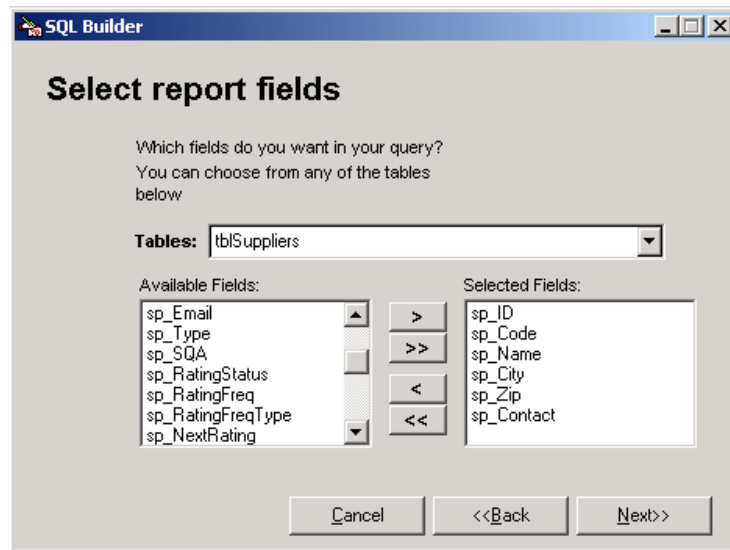 SQL Builder
Select report fields
Which fields do you want in your query?
You can choose from any of the tables
below
Tables: tblSuppliers
Available Fields:
sp_Email
sp_Type
sp_SQA
sp_RatingStatus
sp_RatingFreq
sp_RatingFreqType
sp_NextRating
>
>>
<
<<
Selected Fields:
sp_ID
sp_Code
sp_Name
sp_City
sp_Zip
sp_Contact
Cancel
<<Back
Next>>